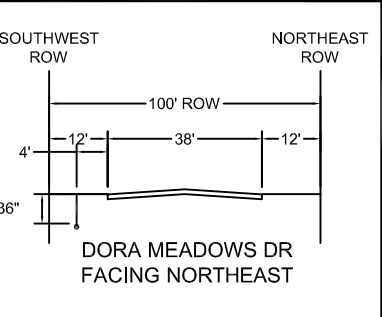 SOUTHWEST
ROW
NORTHEAST
ROW
100' ROW
12'
38'
12'
4'
36"
DORA MEADOWS DR
FACING NORTHEAST